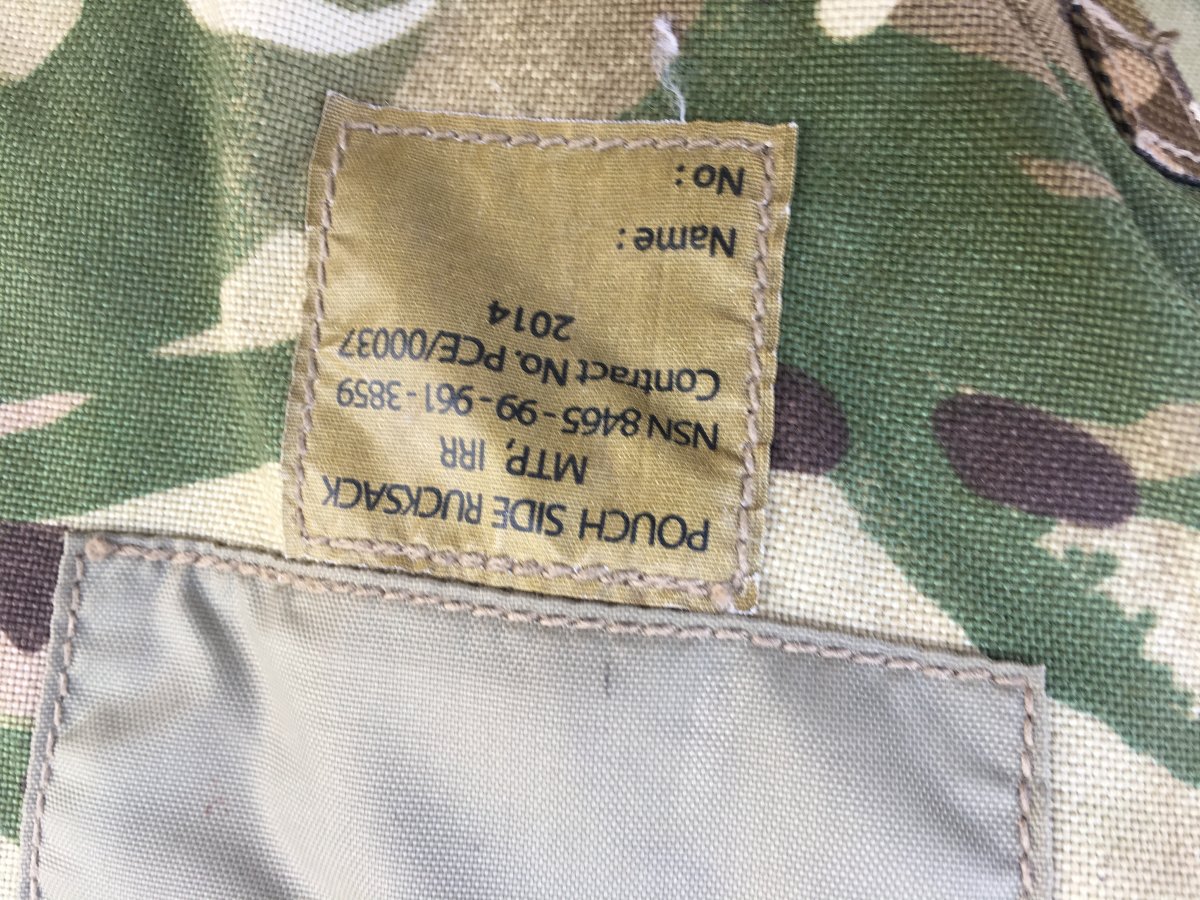 POUCH SIDE RUCKSACK
MTP, IRR
NSN 8465 - 99 - 961 - 3859
Contract No. PCE/00037
2014
Name :
No :